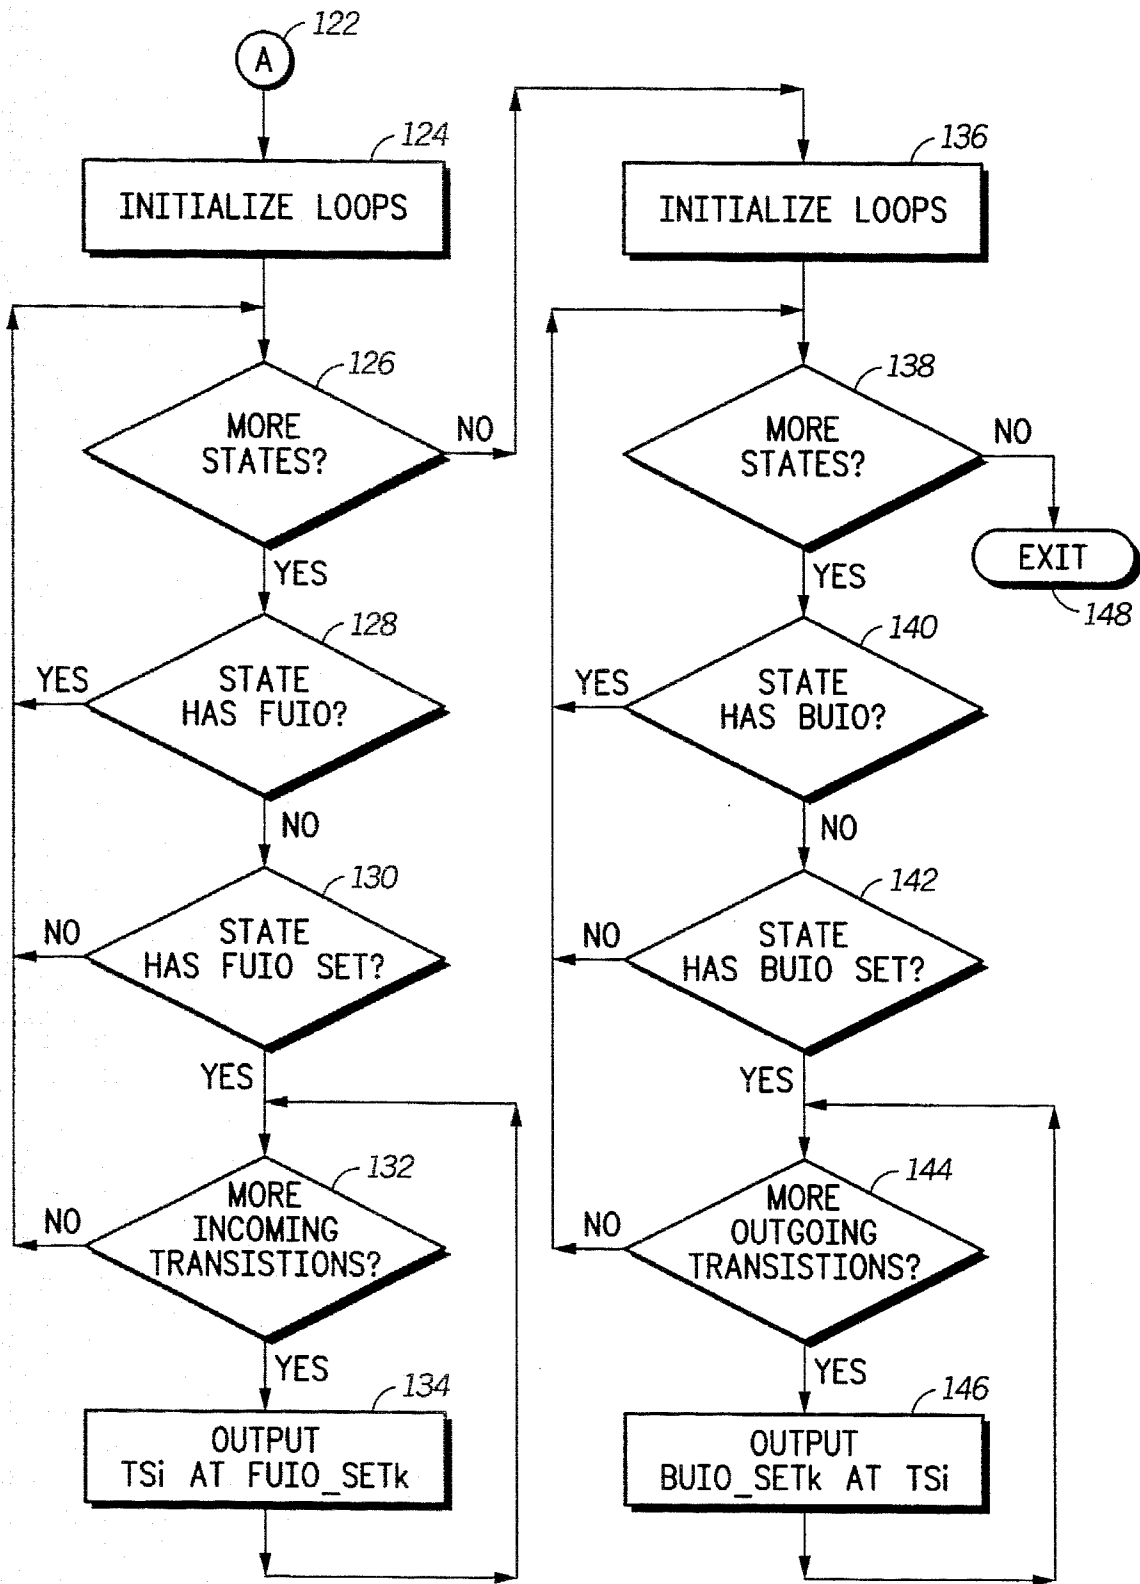 122
A
124
INITIALIZE LOOPS
126
MORE
STATES?
NO
YES
128
STATE
HAS FUIO?
YES
NO
130
STATE
HAS FUIO SET?
NO
YES
132
MORE
INCOMING
TRANSISTIONS?
NO
YES
134
OUTPUT
TSi AT FUIO_SETk
136
INITIALIZE LOOPS
138
MORE
STATES?
NO
EXIT
148
YES
140
STATE
HAS BUIO?
YES
NO
142
STATE
HAS BUIO SET?
NO
YES
144
MORE
OUTGOING
TRANSISTIONS?
NO
YES
146
OUTPUT
BUIO_SETk AT TSi